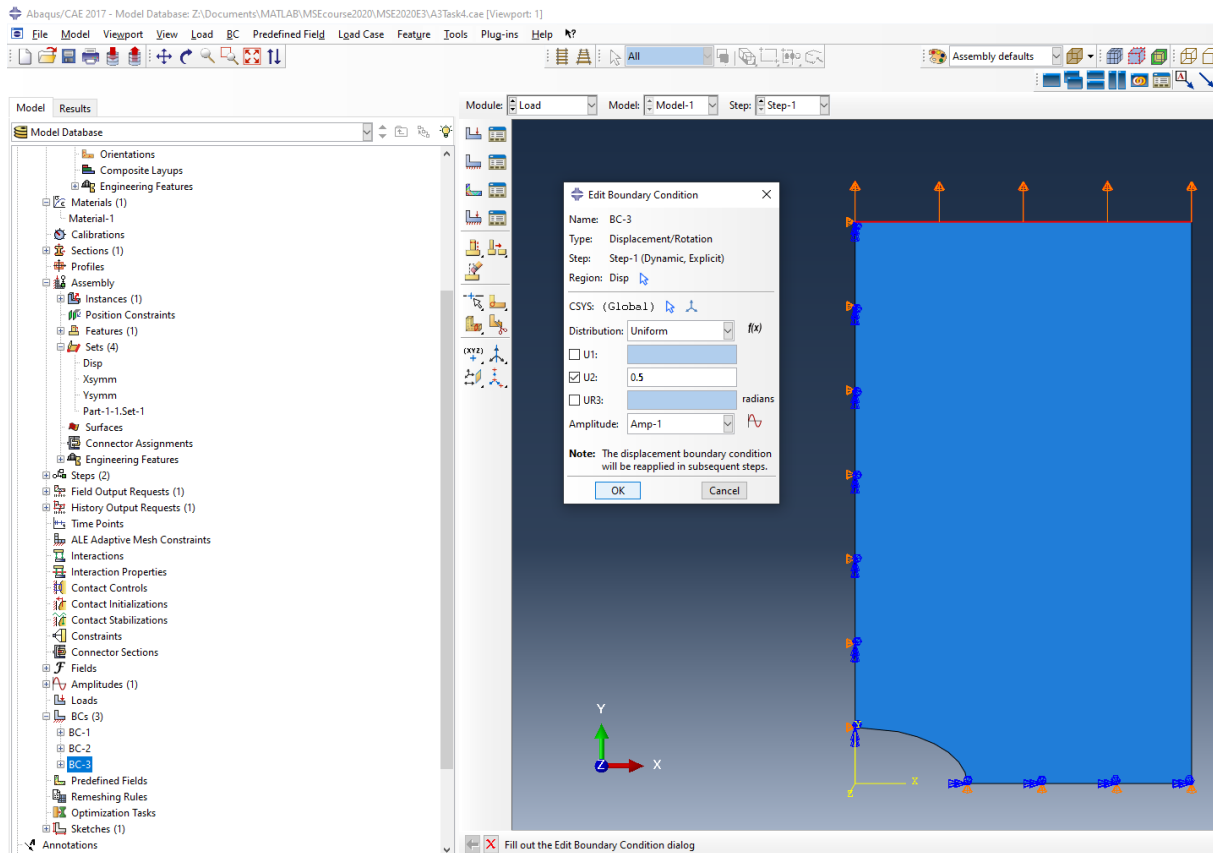 Abaqus/CAE 2017 - Model Database: Z:\Documents\MATLAB\MSEcourse2020\MSE2020E3\A3Task4.cae [Viewport: 1]
File Model Viewport View Load BC Predefined Field Load Case Feature Tools Plug-ins Help
All
Assembly defaults
Model Results
Module: Load Model: Model-1 Step: Step-1
Model Database
Orientations
Composite Layups
Engineering Features
Materials (1)
Material-1
Calibrations
Sections (1)
Profiles
Assembly
Instances (1)
Position Constraints
Features (1)
Sets (4)
Disp
Xsymm
Ysymm
Part-1-1.Set-1
Surfaces
Connector Assignments
Engineering Features
Steps (2)
Field Output Requests (1)
History Output Requests (1)
Time Points
ALE Adaptive Mesh Constraints
Interactions
Interaction Properties
Contact Controls
Contact Initializations
Contact Stabilizations
Constraints
Connector Sections
Fields
Amplitudes (1)
Loads
BCs (3)
BC-1
BC-2
BC-3
Predefined Fields
Remeshing Rules
Optimization Tasks
Sketches (1)
Annotations
(XYZ)
Edit Boundary Condition
Name: BC-3
Type: Displacement/Rotation
Step: Step-1 (Dynamic, Explicit)
Region: Disp
CSYS: (Global)
Distribution: Uniform f(x)
U1:
U2: 0.5
UR3: radians
Amplitude: Amp-1
Note: The displacement boundary condition
will be reapplied in subsequent steps.
OK Cancel
Y
Z X
Y
X
Z
Fill out the Edit Boundary Condition dialog